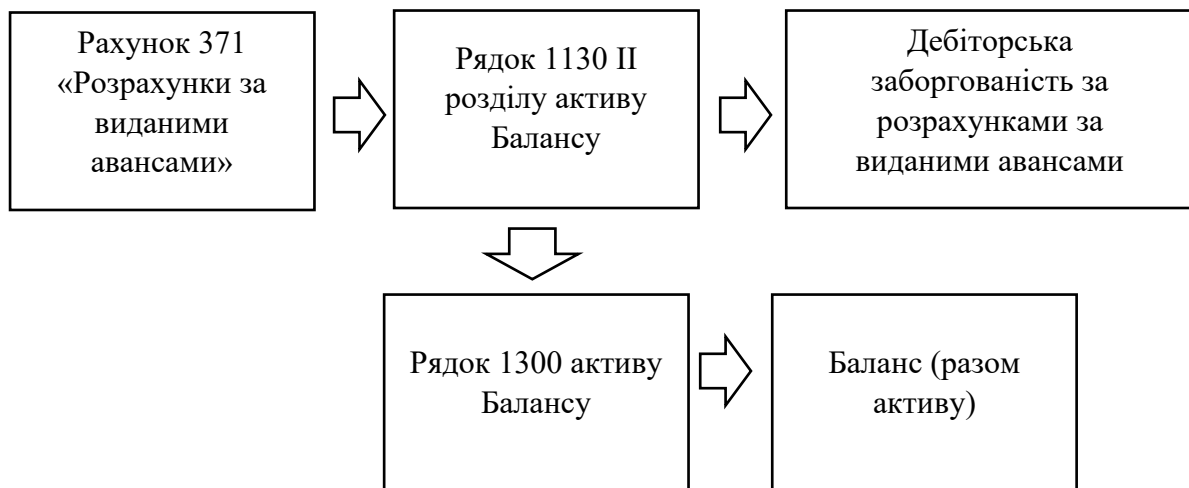 Рахунок 371
«Розрахунки за
виданими
авансами»
Рядок 1130 ІІ
розділу активу
Балансу
Дебіторська
заборгованість за
розрахунками за
виданими авансами
Рядок 1300 активу
Балансу
Баланс (разом
активу)